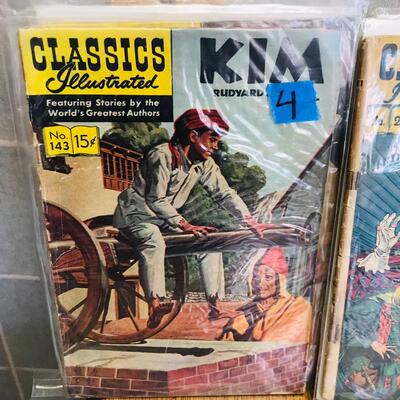 CLASSICS
Illustrated
Featuring Stories by the
World's Greatest Authors
No.
143
15¢
KIM
RUDYARD
4